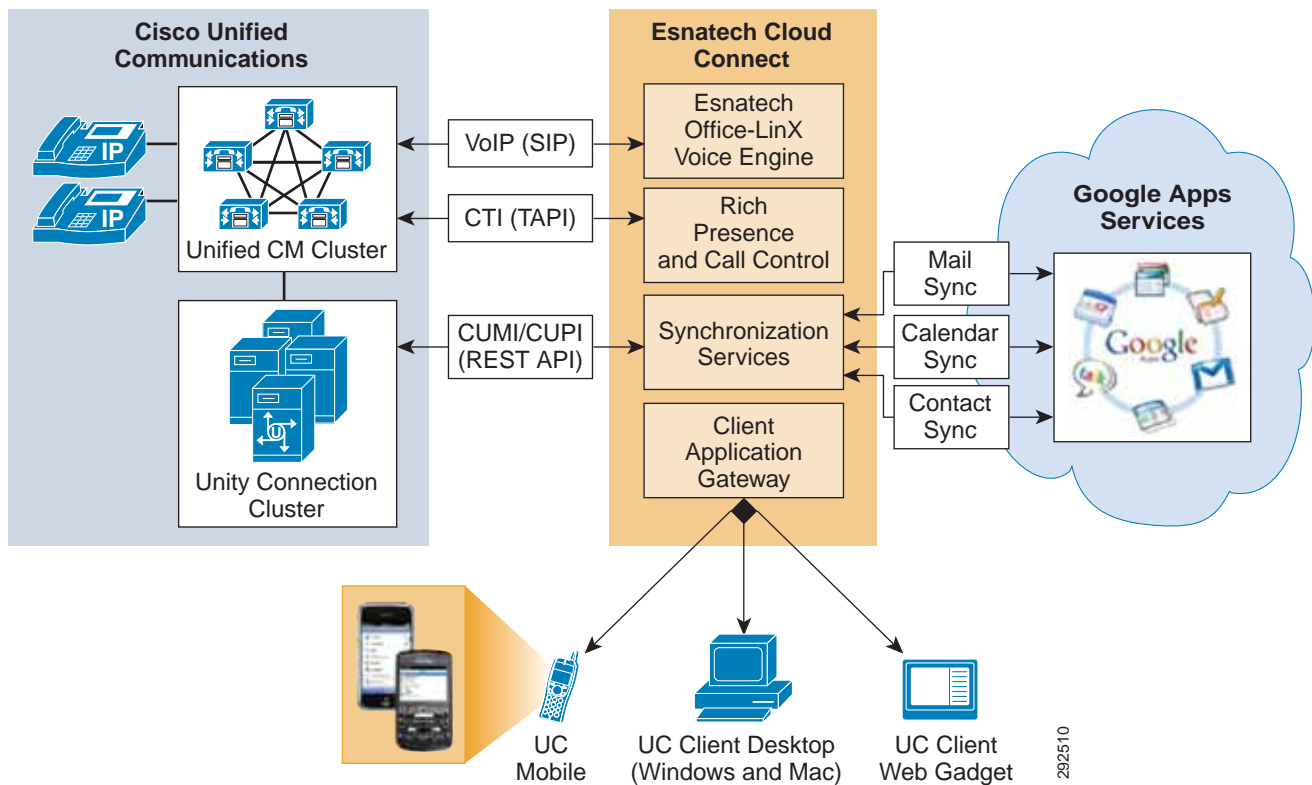 Cisco Unified
Communications
IP
IP
Unified CM Cluster
U
Unity Connection
Cluster
VoIP (SIP)
CTI (TAPI)
CUMI/CUPI
(REST API)
Esnatech Cloud
Connect
Esnatech
Office-LinX
Voice Engine
Rich
Presence
and Call Control
Synchronization
Services
Client
Application
Gateway
Mail
Sync
Calendar
Sync
Contact
Sync
Google Apps
Services
Google
Apps
talk
UC
Mobile
UC Client Desktop
(Windows and Mac)
UC Client
Web Gadget
292510